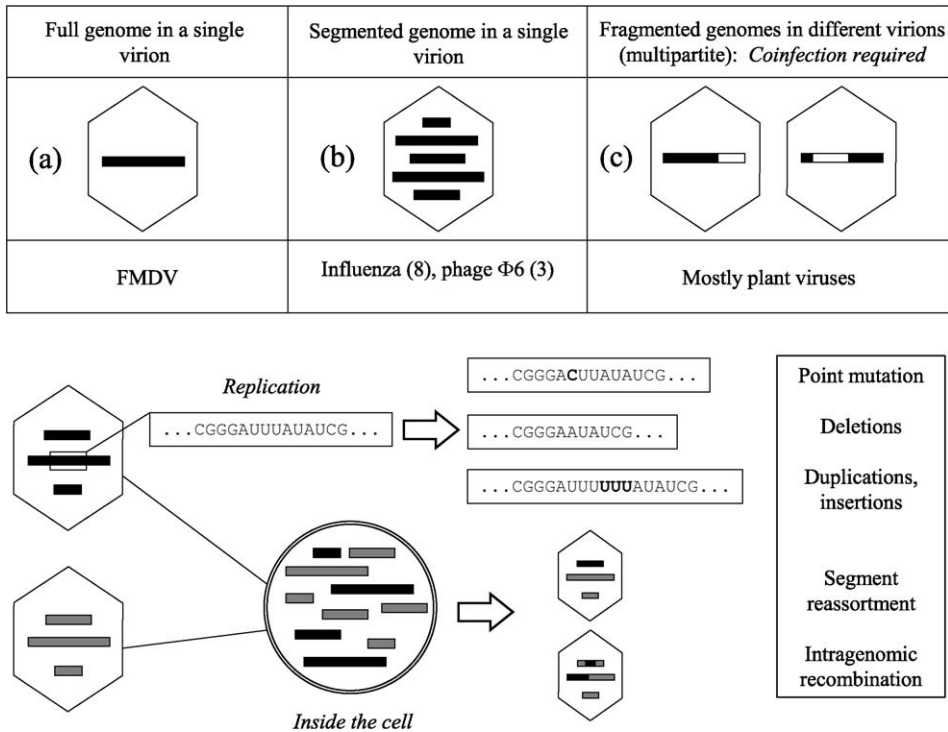 Full genome in a single
virion
Segmented genome in a single
virion
Fragmented genomes in different virions
(multipartite): Coinfection required
(a)
(b)
(c)
FMDV
Influenza (8), phage Φ6 (3)
Mostly plant viruses
Replication
...CGGGAUUUAUAUCG...
...CGGGACUUAUAUCG...
...CGGGAAUAUCG...
...CGGGAUUUUUUAUAUCG...
Point mutation
Deletions
Duplications,
insertions
Segment
reassortment
Intragenomic
recombination
Inside the cell